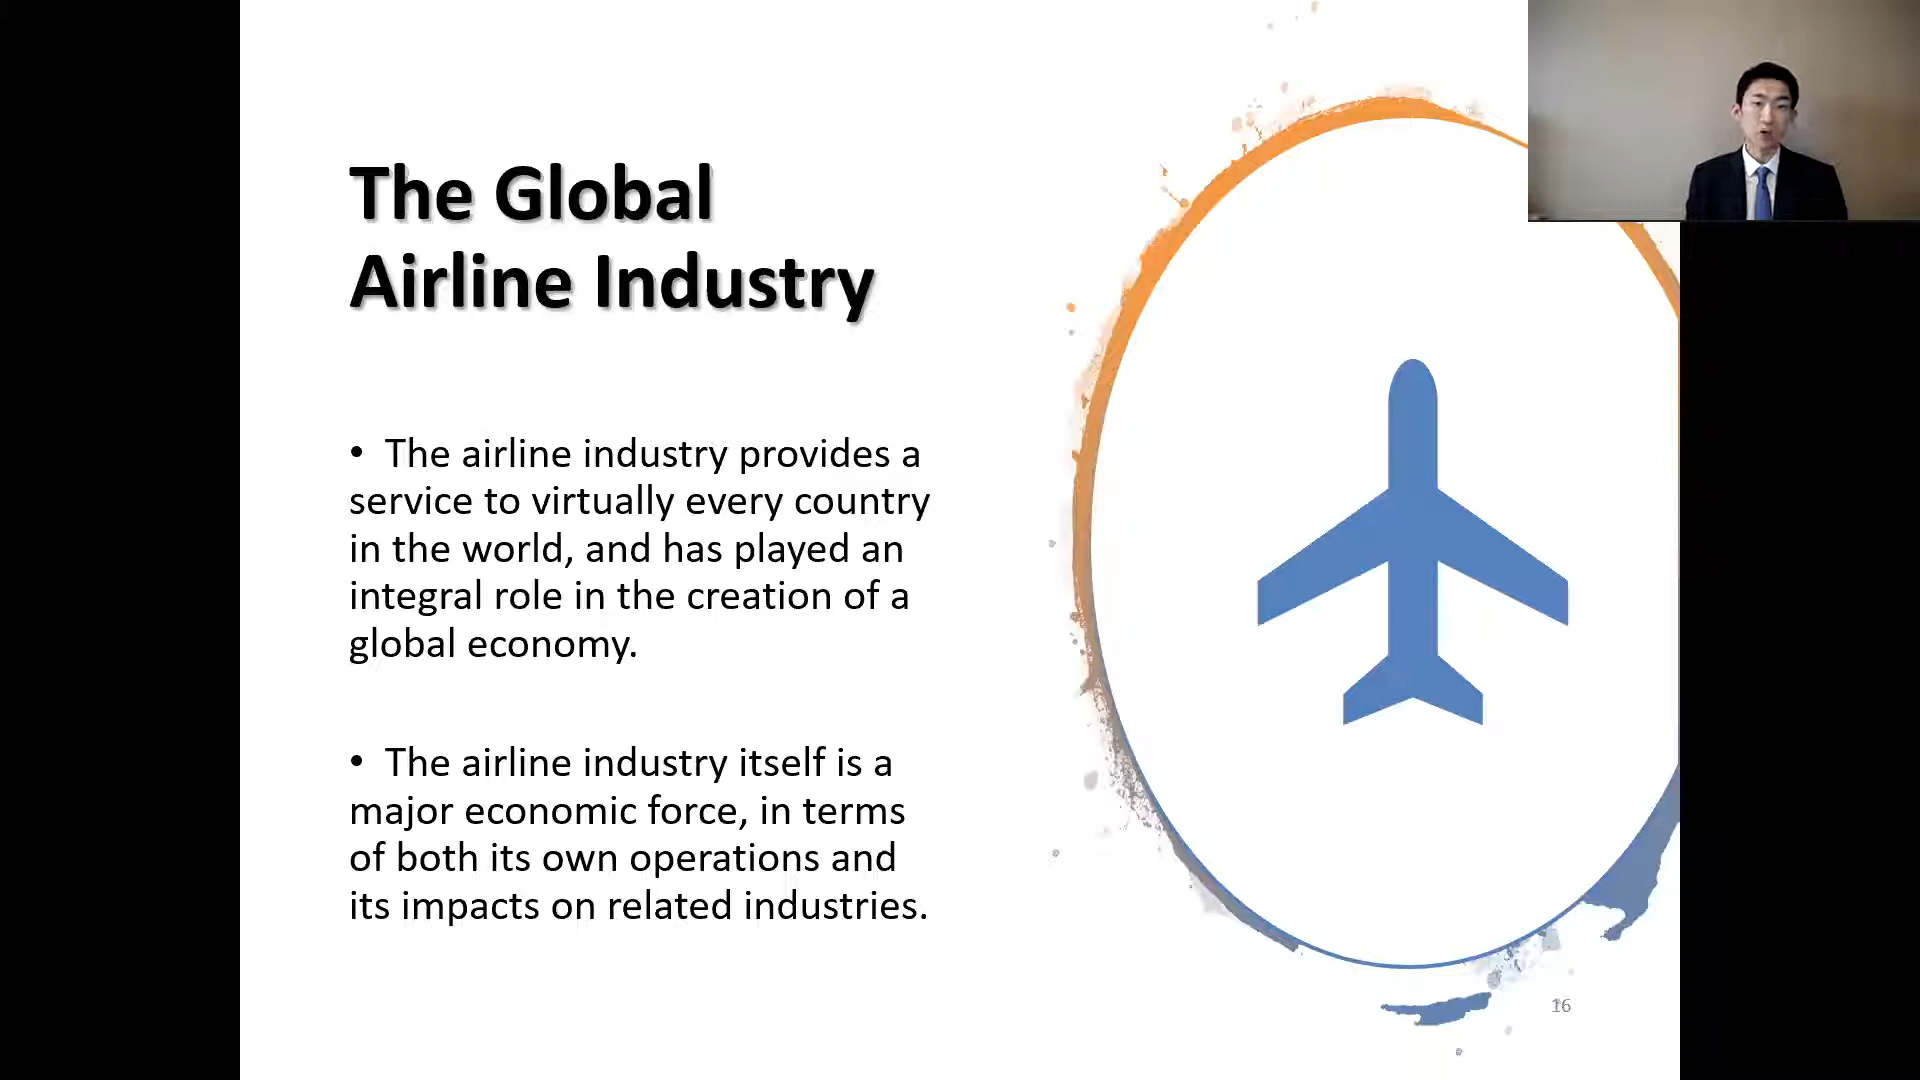 The Global
Airline Industry
• The airline industry provides a
service to virtually every country
in the world, and has played an
integral role in the creation of a
global economy.
• The airline industry itself is a
major economic force, in terms
of both its own operations and
its impacts on related industries.
16